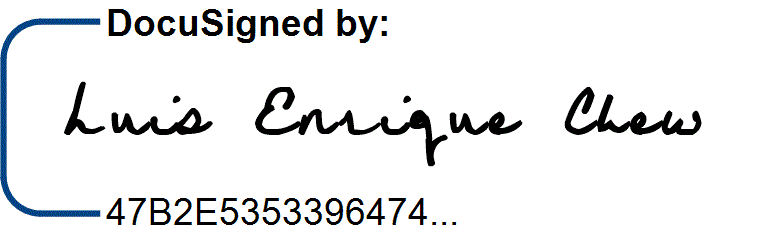 DocuSigned by:
Luis Enrique Chew
47B2E5353396474...